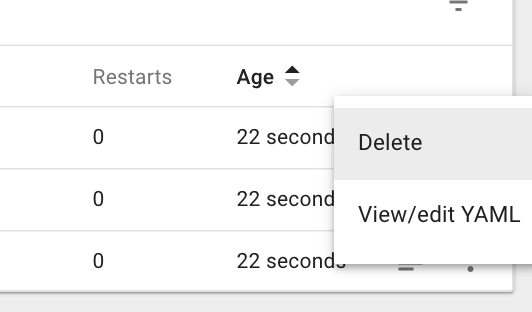 Restarts Age
0 22 second
Delete
0 22 second
View/edit YAML
0 22 seconds